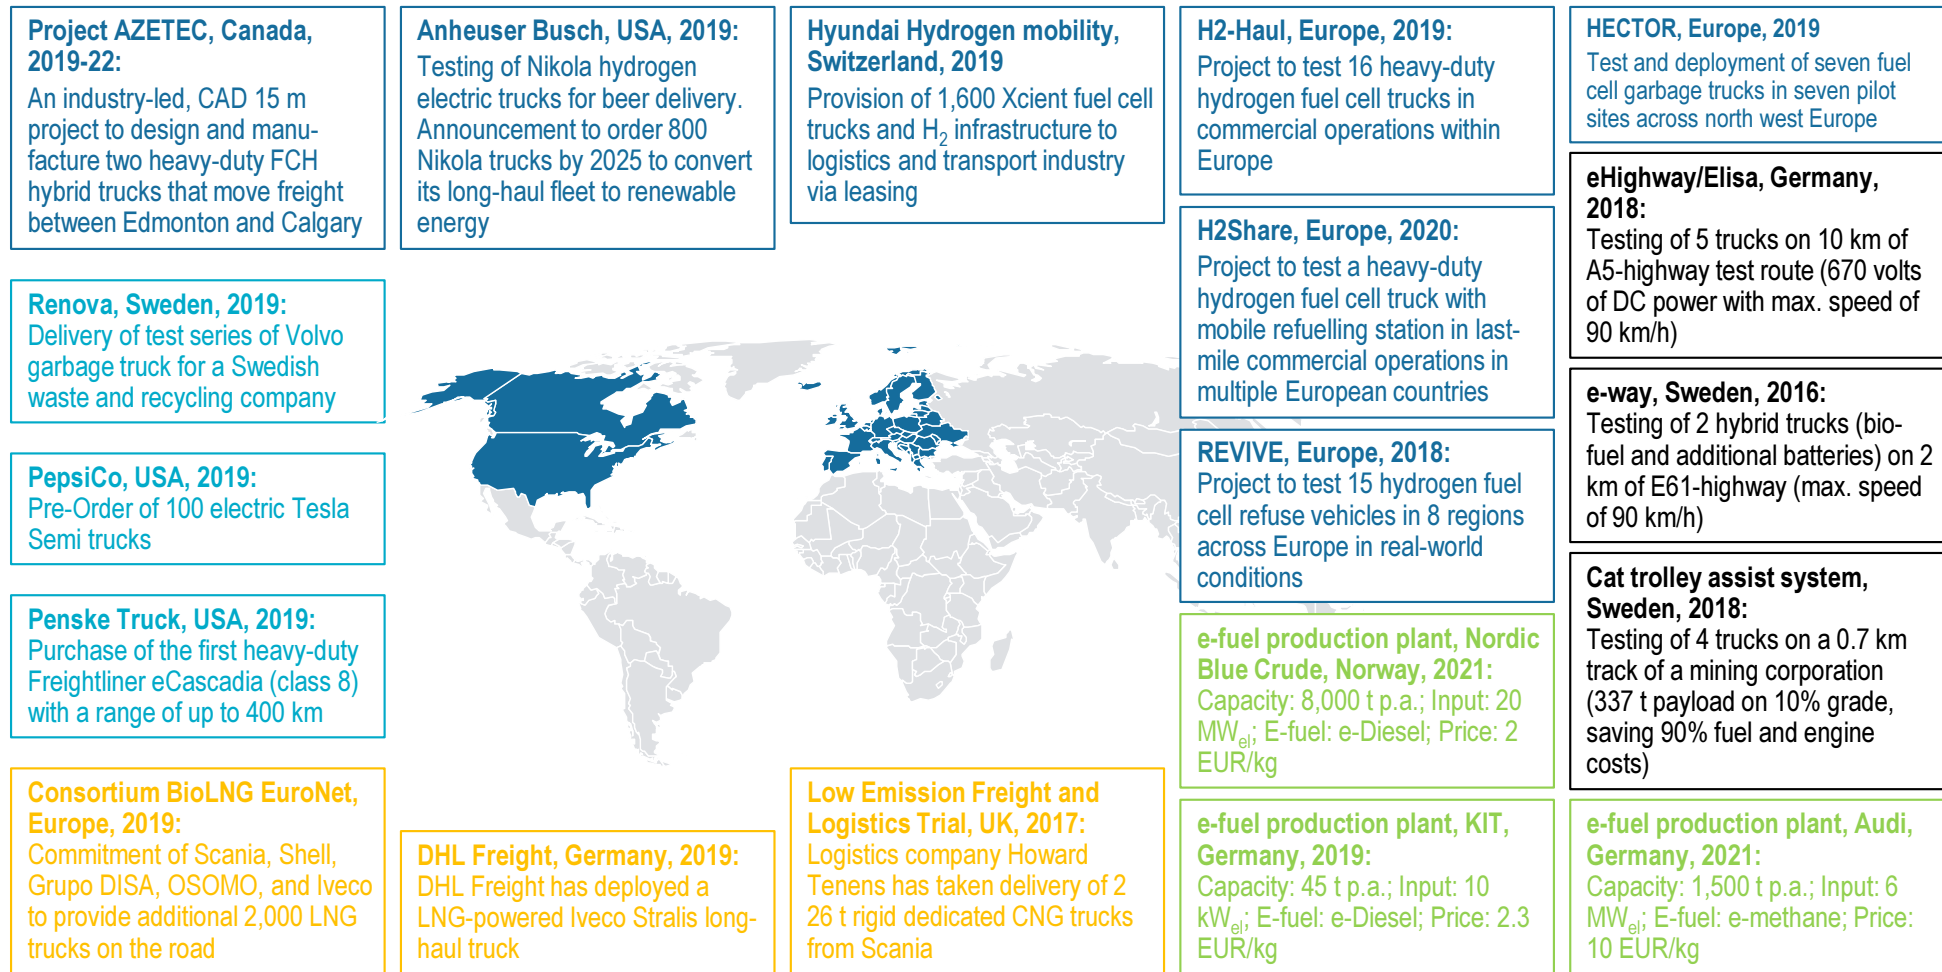 Project AZETEC, Canada,
2019-22:
An industry-led, CAD 15 m
project to design and manu-
facture two heavy-duty FCH
hybrid trucks that move freight
between Edmonton and Calgary
Anheuser Busch, USA, 2019:
Testing of Nikola hydrogen
electric trucks for beer delivery.
Announcement to order 800
Nikola trucks by 2025 to convert
its long-haul fleet to renewable
energy
Hyundai Hydrogen mobility,
Switzerland, 2019
Provision of 1,600 Xcient fuel cell
trucks and H2 infrastructure to
logistics and transport industry
via leasing
H2-Haul, Europe, 2019:
Project to test 16 heavy-duty
hydrogen fuel cell trucks in
commercial operations within
Europe
HECTOR, Europe, 2019
Test and deployment of seven fuel
cell garbage trucks in seven pilot
sites across north west Europe
eHighway/Elisa, Germany,
2018:
Testing of 5 trucks on 10 km of
A5-highway test route (670 volts
of DC power with max. speed of
90 km/h)
H2Share, Europe, 2020:
Project to test a heavy-duty
hydrogen fuel cell truck with
mobile refuelling station in last-
mile commercial operations in
multiple European countries
Renova, Sweden, 2019:
Delivery of test series of Volvo
garbage truck for a Swedish
waste and recycling company
e-way, Sweden, 2016:
Testing of 2 hybrid trucks (bio-
fuel and additional batteries) on 2
km of E61-highway (max. speed
of 90 km/h)
REVIVE, Europe, 2018:
Project to test 15 hydrogen fuel
cell refuse vehicles in 8 regions
across Europe in real-world
conditions
PepsiCo, USA, 2019:
Pre-Order of 100 electric Tesla
Semi trucks
Cat trolley assist system,
Sweden, 2018:
Testing of 4 trucks on a 0.7 km
track of a mining corporation
(337 t payload on 10% grade,
saving 90% fuel and engine
costs)
Penske Truck, USA, 2019:
Purchase of the first heavy-duty
Freightliner eCascadia (class 8)
with a range of up to 400 km
e-fuel production plant, Nordic
Blue Crude, Norway, 2021:
Capacity: 8,000 t p.a.; Input: 20
MWel; E-fuel: e-Diesel; Price: 2
EUR/kg
Consortium BioLNG EuroNet,
Europe, 2019:
Commitment of Scania, Shell,
Grupo DISA, OSOMO, and Iveco
to provide additional 2,000 LNG
trucks on the road
DHL Freight, Germany, 2019:
DHL Freight has deployed a
LNG-powered Iveco Stralis long-
haul truck
Low Emission Freight and
Logistics Trial, UK, 2017:
Logistics company Howard
Tenens has taken delivery of 2
26 t rigid dedicated CNG trucks
from Scania
e-fuel production plant, KIT,
Germany, 2019:
Capacity: 45 t p.a.; Input: 10
kWel; E-fuel: e-Diesel; Price: 2.3
EUR/kg
e-fuel production plant, Audi,
Germany, 2021:
Capacity: 1,500 t p.a.; Input: 6
MWel; E-fuel: e-methane; Price:
10 EUR/kg